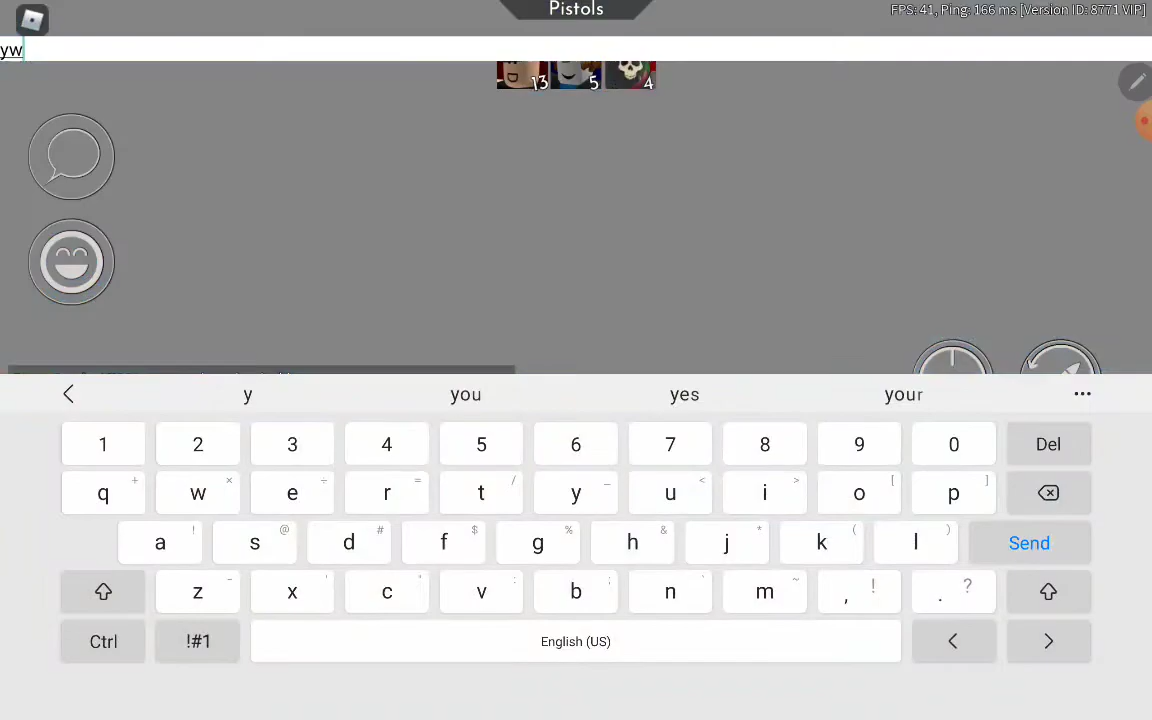 Pistols
FPS: 41, Ping: 166 ms [Version ID: 8771 VIP]
yw
13 5 4
y you yes your •••
1 2 3 4 5 6 7 8 9 0 Del
+ × ÷ = / _ < > [ ]
q w e r t y u i o p
! @ # $ % & * ( )
a s d f g h j k l Send
- ' " : ; ` ~ ! ?
z x c v b n m , .
Ctrl !#1 English (US) < >